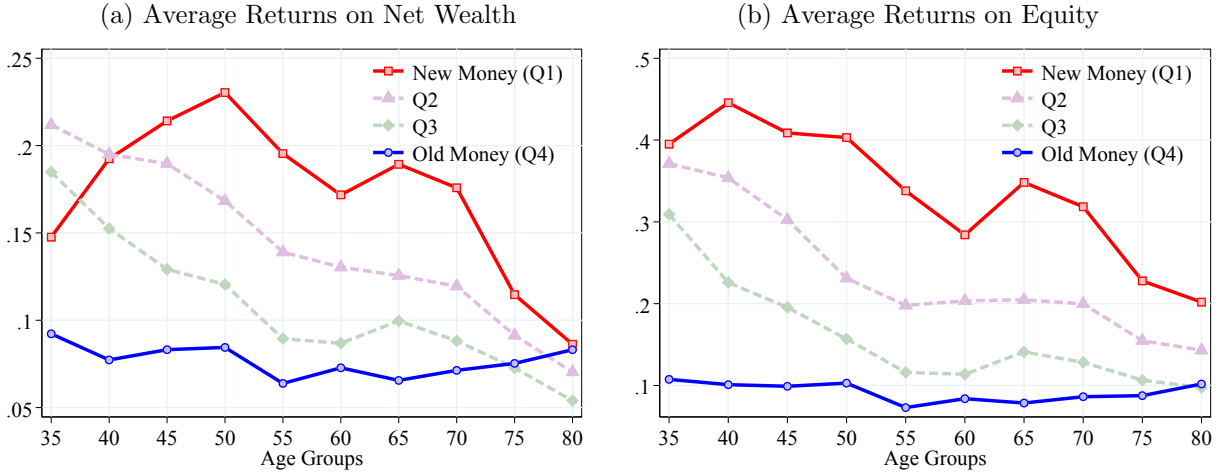 (a) Average Returns on Net Wealth
.25
.2
.15
.1
.05
New Money (Q1)
Q2
Q3
Old Money (Q4)
35 40 45 50 55 60 65 70 75 80
Age Groups
(b) Average Returns on Equity
.5
.4
.3
.2
.1
New Money (Q1)
Q2
Q3
Old Money (Q4)
35 40 45 50 55 60 65 70 75 80
Age Groups